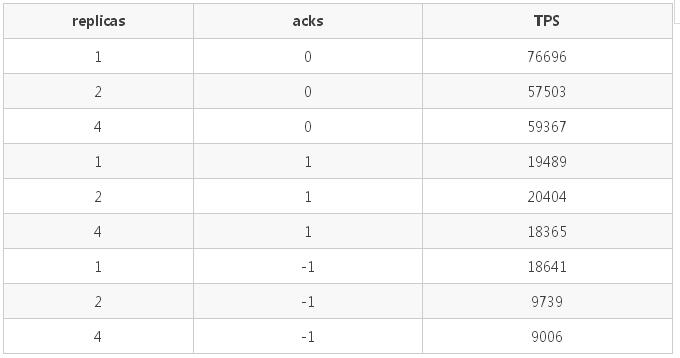 replicas acks TPS
1 0 76696
2 0 57503
4 0 59367
1 1 19489
2 1 20404
4 1 18365
1 -1 18641
2 -1 9739
4 -1 9006